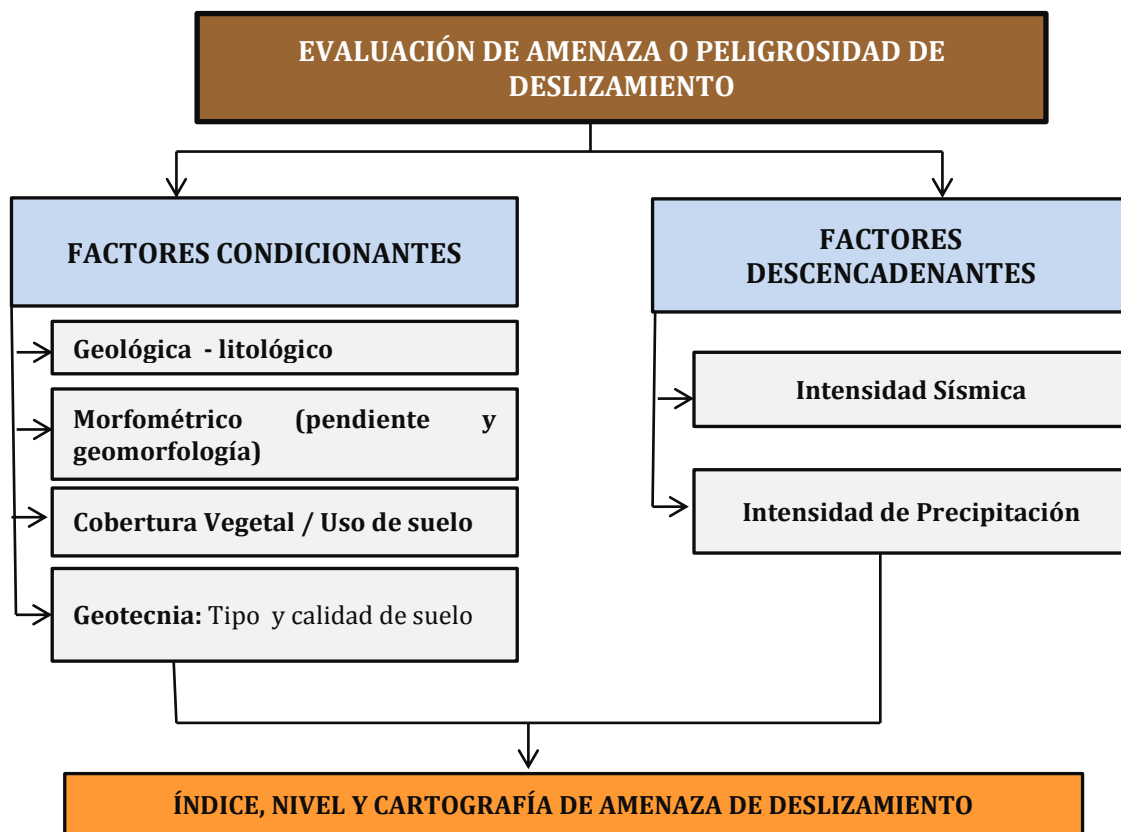 EVALUACIÓN DE AMENAZA O PELIGROSIDAD DE
DESLIZAMIENTO
FACTORES CONDICIONANTES
Geológica - litológico
Morfométrico (pendiente y
geomorfología)
Cobertura Vegetal / Uso de suelo
Geotecnia: Tipo y calidad de suelo
FACTORES
DESCENCADENANTES
Intensidad Sísmica
Intensidad de Precipitación
ÍNDICE, NIVEL Y CARTOGRAFÍA DE AMENAZA DE DESLIZAMIENTO